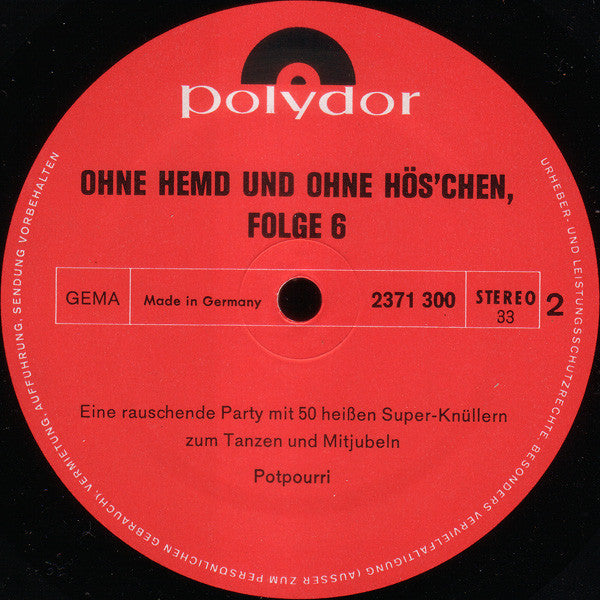 polydor
OHNE HEMD UND OHNE HÖS'CHEN,
FOLGE 6
GEMA
Made in Germany
2371 300
STEREO
33
2
Eine rauschende Party mit 50 heißen Super-Knüllern
zum Tanzen und Mitjubeln
Potpourri
URHEBER- UND LEISTUNGSSCHUTZRECHTE, BESONDERS VERVIELFÄLTIGUNG (AUSSER ZUM PERSÖNLICHEN GEBRAUCH), VERMIETUNG, AUFFÜHRUNG, SENDUNG VORBEHALTEN